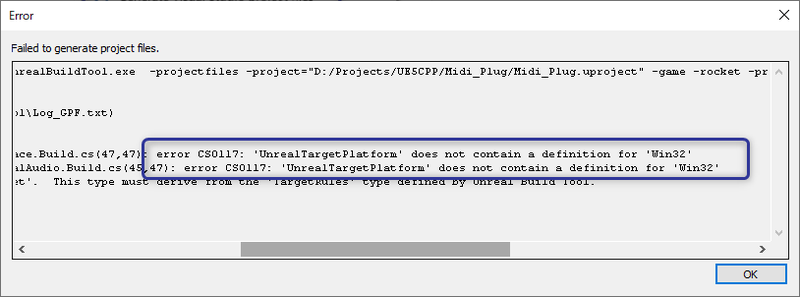 Error
Failed to generate project files.
nrealBuildTool.exe -projectfiles -project="D:/Projects/UE5CPP/Midi_Plug/Midi_Plug.uproject" -game -rocket -pr
ol\Log_GPF.txt)
ace.Build.cs(47,47): error CS0117: 'UnrealTargetPlatform' does not contain a definition for 'Win32'
alAudio.Build.cs(45,47): error CS0117: 'UnrealTargetPlatform' does not contain a definition for 'Win32'
et'. This type must derive from the 'TargetRules' type defined by Unreal Build Tool.
OK